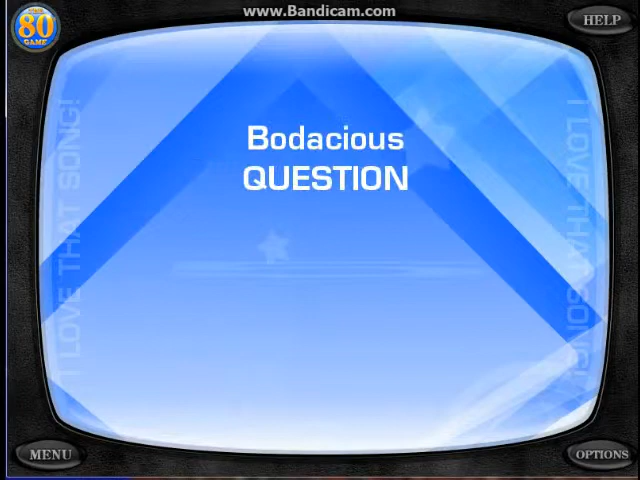 www.Bandicam.com
80
GAME
HELP
Bodacious
QUESTION
I LOVE THAT SONG!
I LOVE THAT SONG!
MENU
OPTIONS